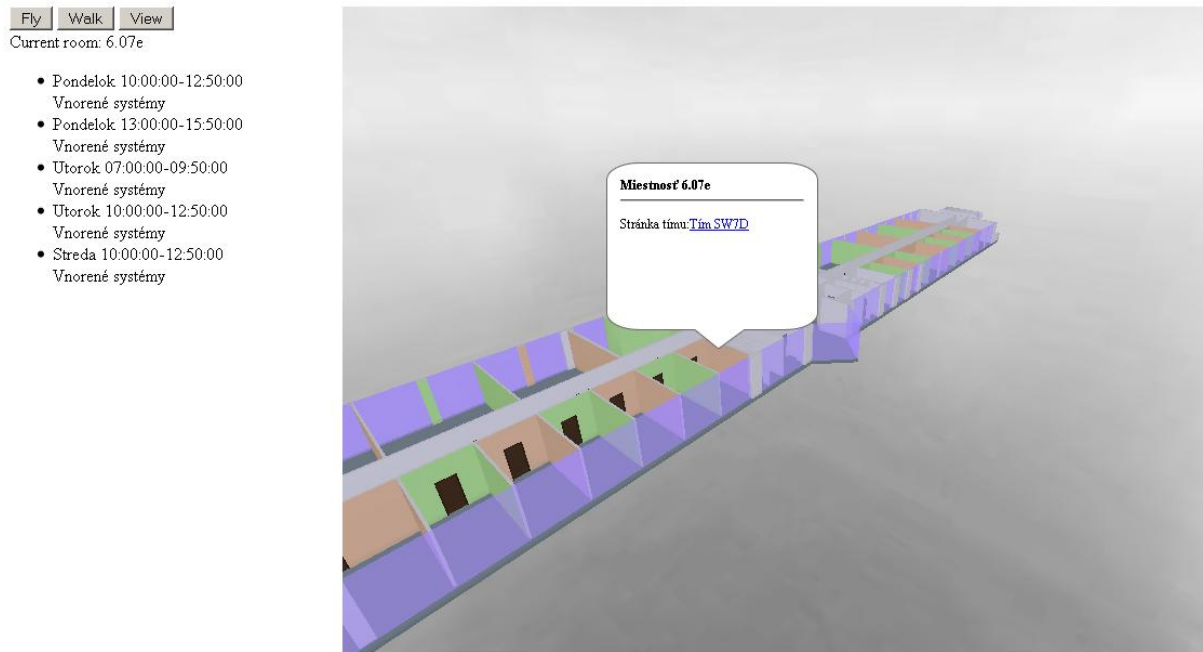 Fly Walk View
Current room: 6.07e
Pondelok 10:00:00-12:50:00
Vnorené systémy
Pondelok 13:00:00-15:50:00
Vnorené systémy
Utorok 07:00:00-09:50:00
Vnorené systémy
Utorok 10:00:00-12:50:00
Vnorené systémy
Streda 10:00:00-12:50:00
Vnorené systémy
Miestnosť 6.07e
Stránka tímu:Tím SW7D